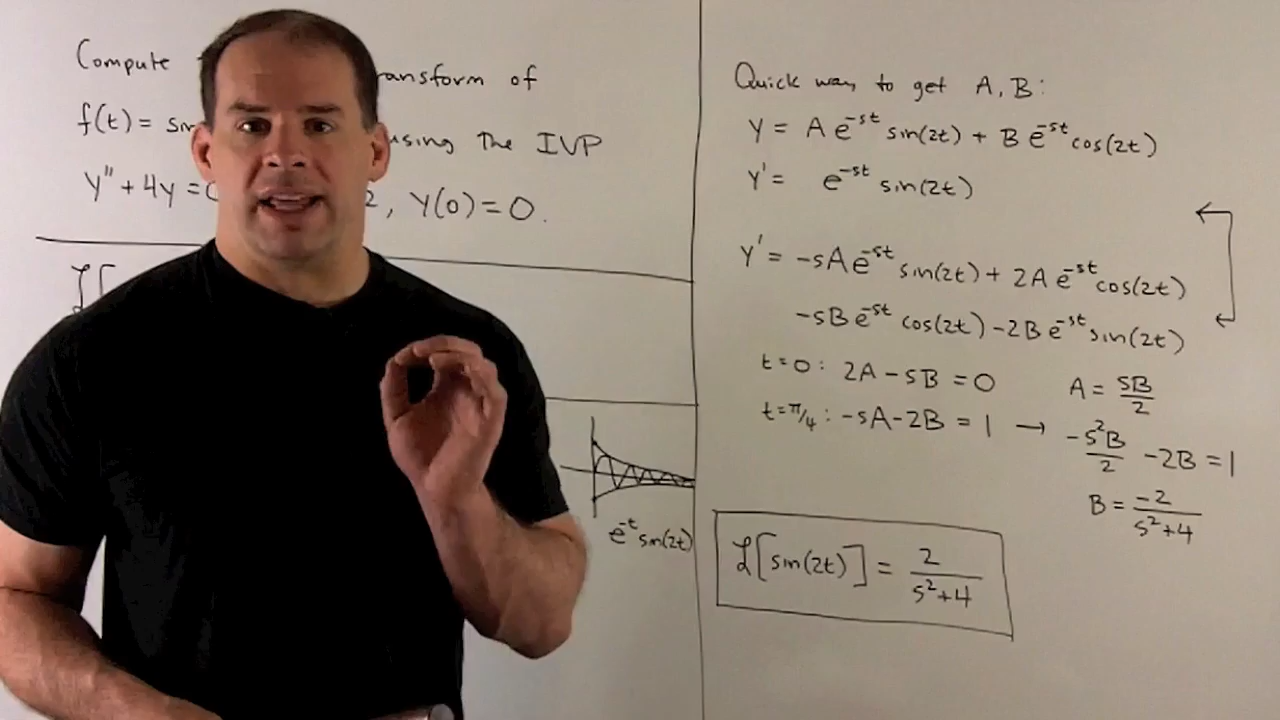 Compute ansform of
f(t) = sin using the IVP
y" + 4y = 2, y(0) = 0.
ℒ[
e^-t sin(2t)
Quick way to get A, B:
y = A e^-st sin(2t) + B e^-st cos(2t)
y' = e^-st sin(2t)
y' = -sA e^-st sin(2t) + 2A e^-st cos(2t)
-sB e^-st cos(2t) - 2B e^-st sin(2t)
t=0: 2A - sB = 0
A = sB/2
t=π/4: -sA - 2B = 1 →
-s²B/2 - 2B = 1
B = -2/(s²+4)
ℒ[sin(2t)] = 2/(s²+4)